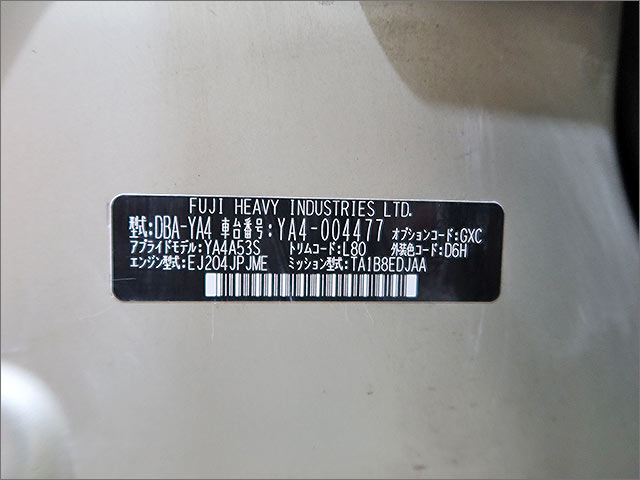 FUJI HEAVY INDUSTRIES LTD.
型式:DBA-YA4 車台番号:YA4-004477 オプションコード:GXC
アプライドモデル:YA4A53S トリムコード:L80 外装色コード:D6H
エンジン型式:EJ204JPJME ミッション型式:TA1B8EDJAA